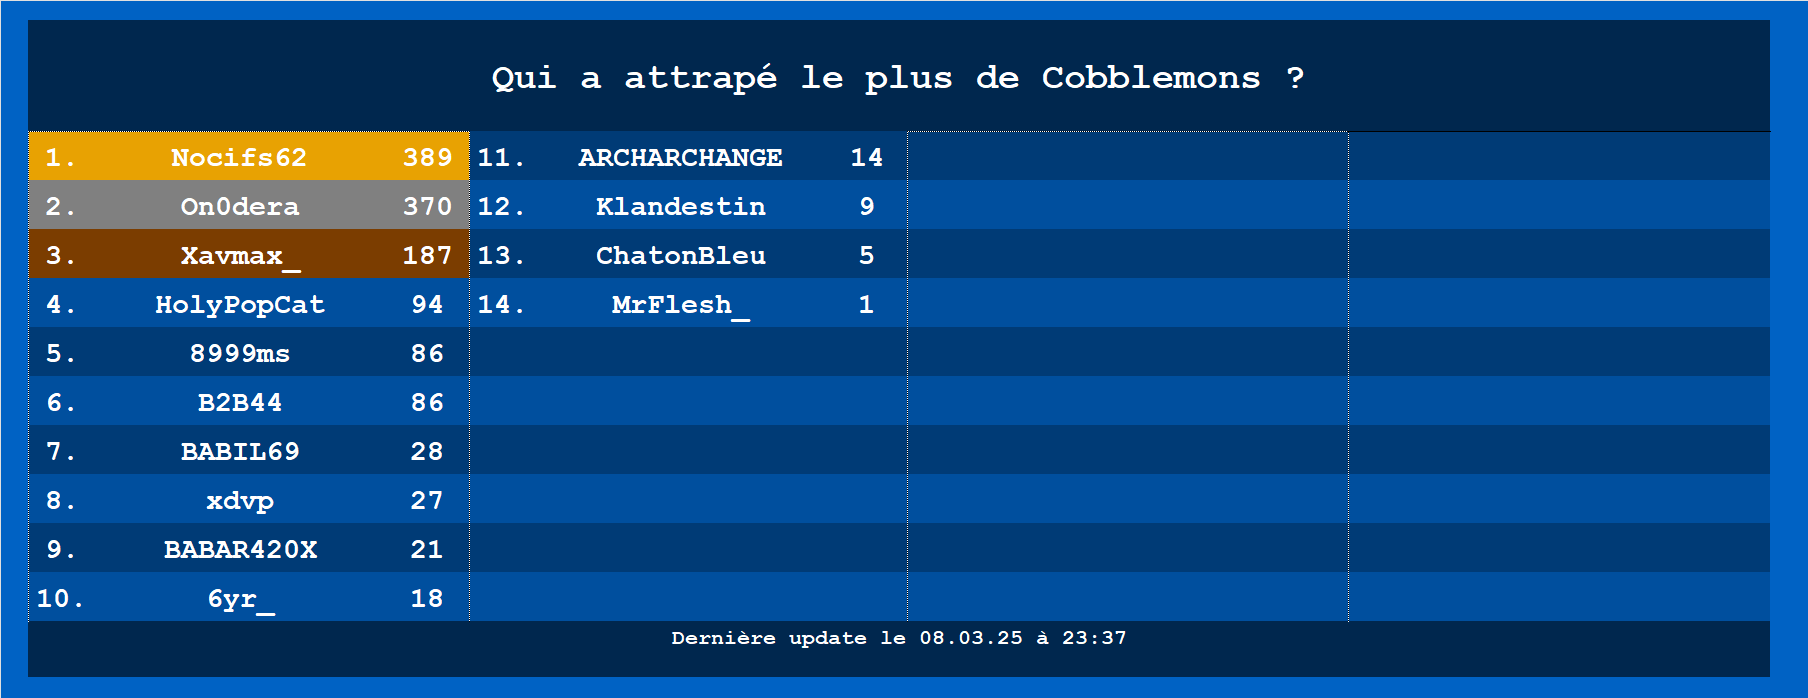 Qui a attrapé le plus de Cobblemons ?
1. Nocifs62 389 11. ARCHARCHANGE 14
2. On0dera 370 12. Klandestin 9
3. Xavmax_ 187 13. ChatonBleu 5
4. HolyPopCat 94 14. MrFlesh_ 1
5. 8999ms 86
6. B2B44 86
7. BABIL69 28
8. xdvp 27
9. BABAR420X 21
10. 6yr_ 18
Dernière update le 08.03.25 à 23:37